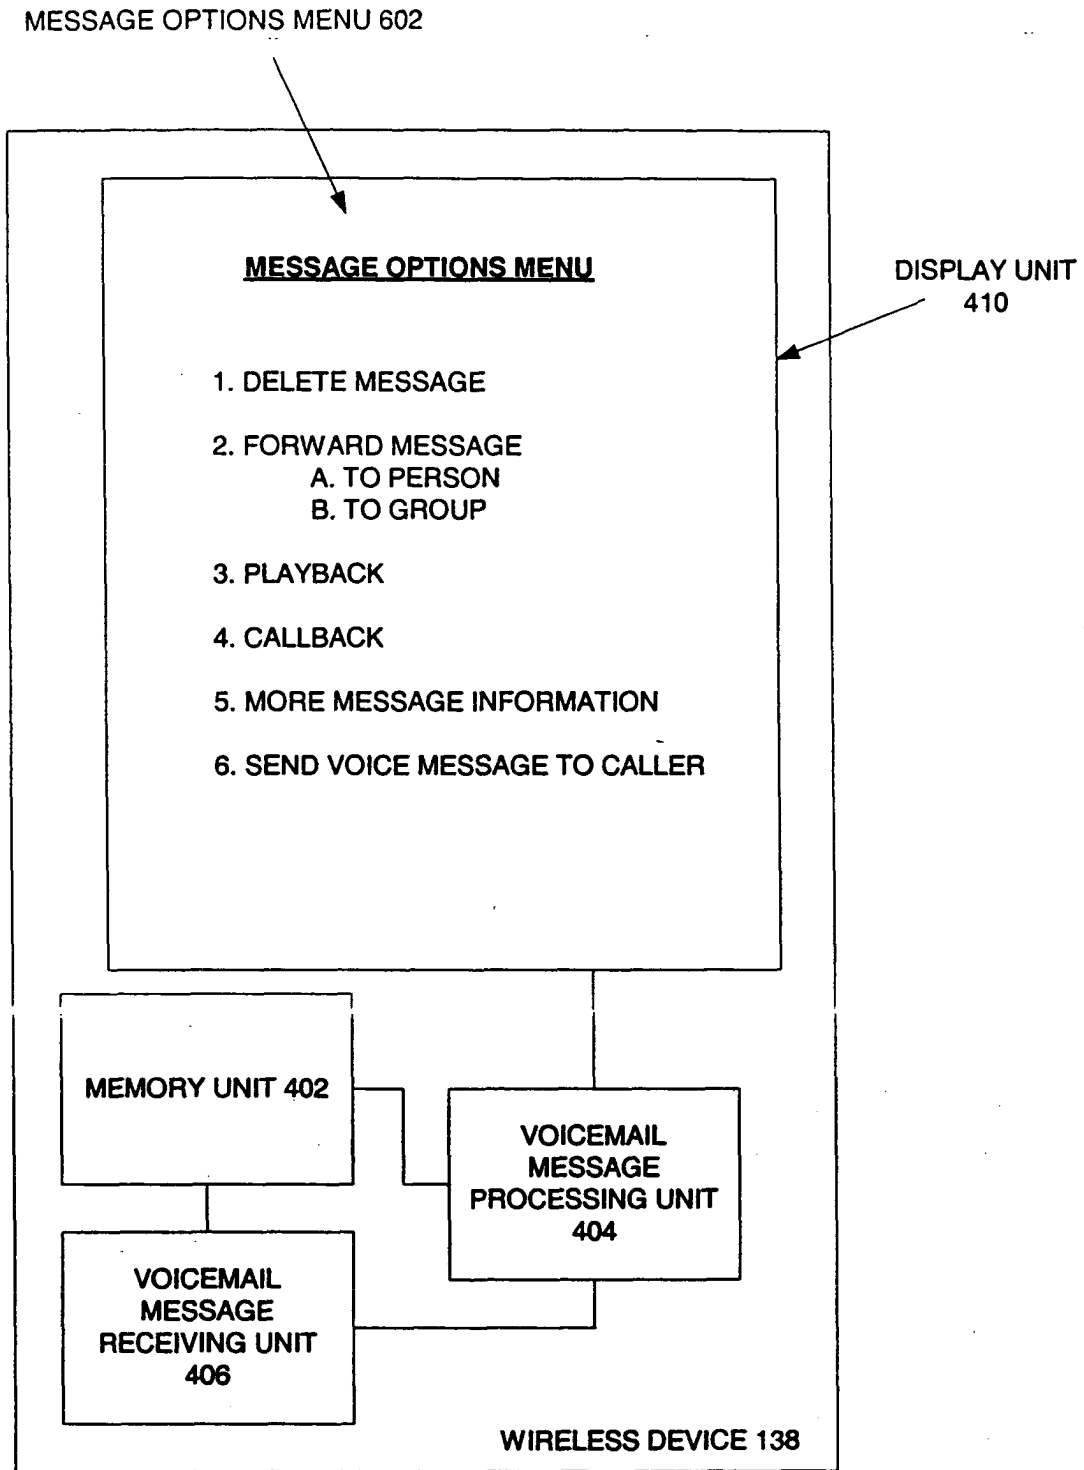 MESSAGE OPTIONS MENU 602
MESSAGE OPTIONS MENU
DISPLAY UNIT
410
1. DELETE MESSAGE
2. FORWARD MESSAGE
A. TO PERSON
B. TO GROUP
3. PLAYBACK
4. CALLBACK
5. MORE MESSAGE INFORMATION
6. SEND VOICE MESSAGE TO CALLER
MEMORY UNIT 402
VOICEMAIL
MESSAGE
PROCESSING UNIT
404
VOICEMAIL
MESSAGE
RECEIVING UNIT
406
WIRELESS DEVICE 138